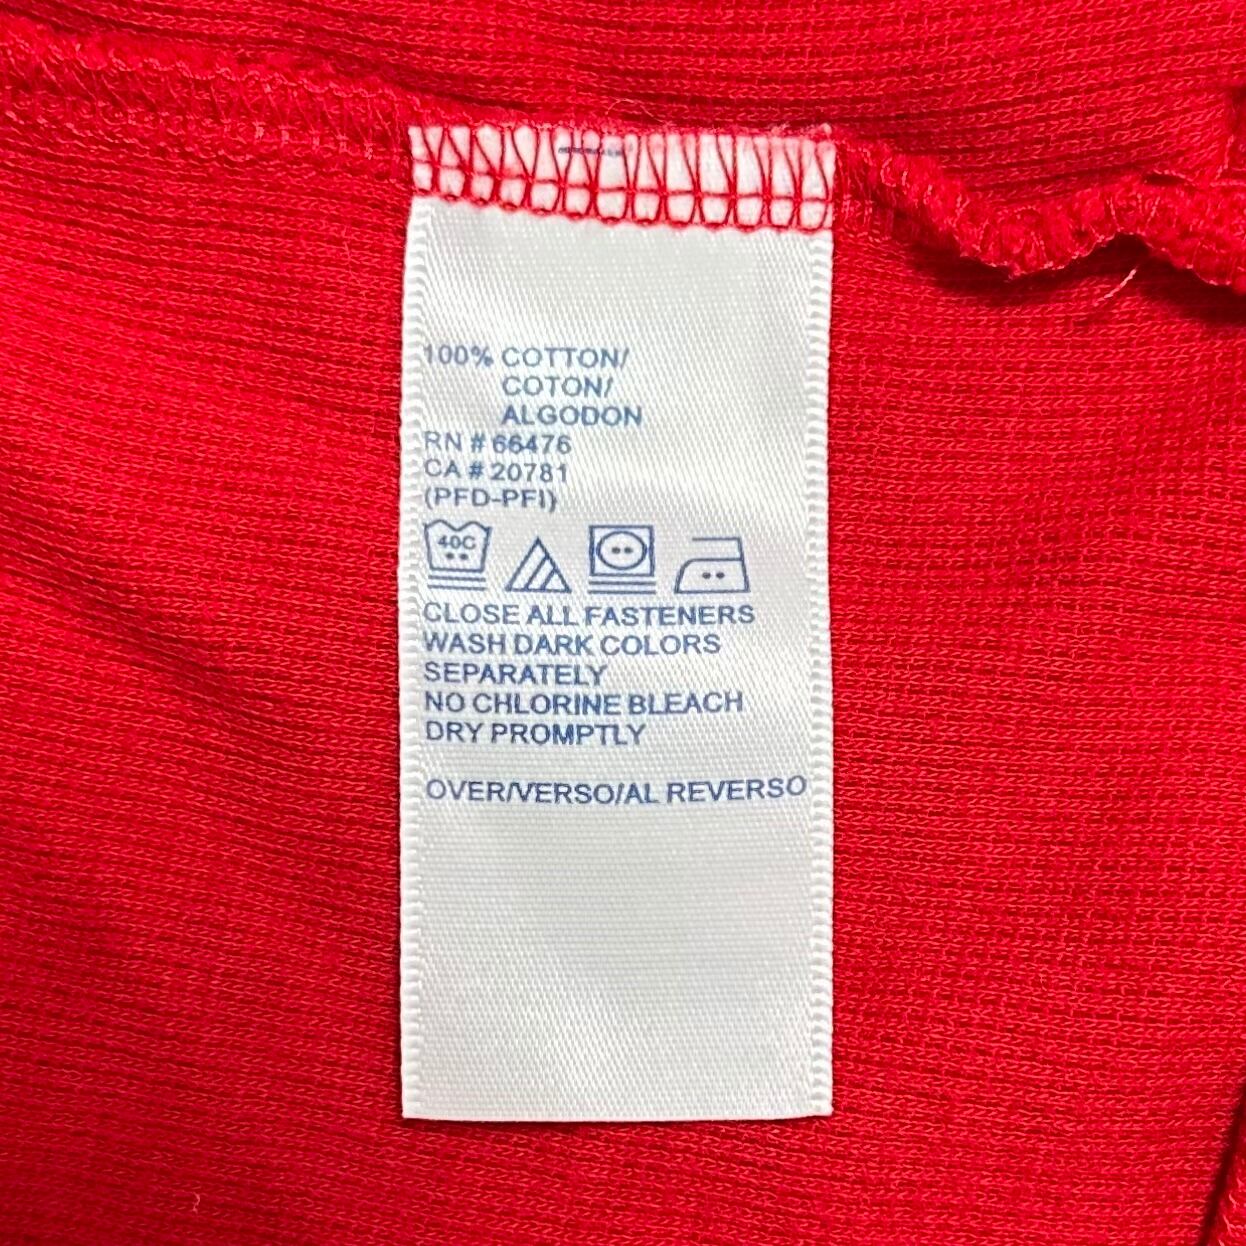 100% COTTON/
COTON/
ALGODON
RN # 66476
CA # 20781
(PFD-PFI)
40C
CLOSE ALL FASTENERS
WASH DARK COLORS
SEPARATELY
NO CHLORINE BLEACH
DRY PROMPTLY
OVER/VERSO/AL REVERSO